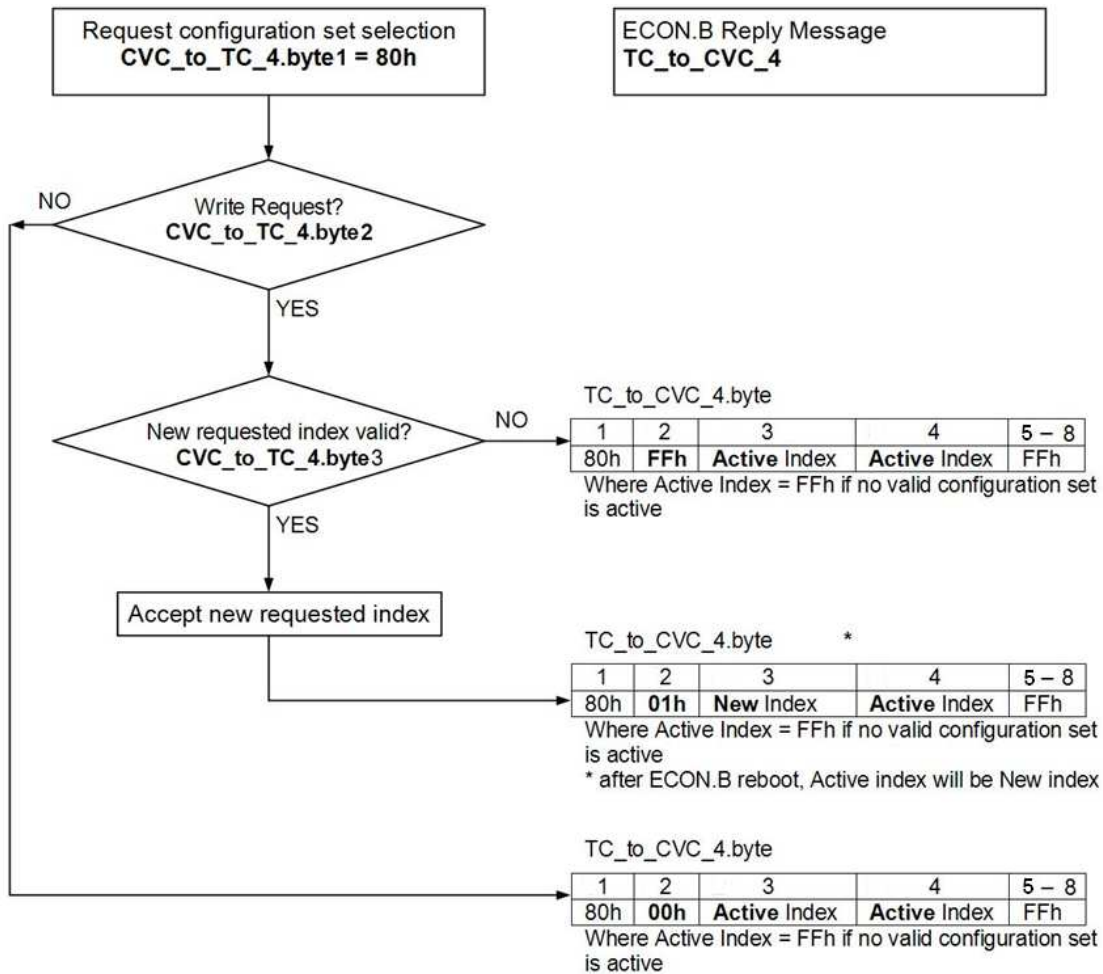 Request configuration set selection
CVC_to_TC_4.byte1 = 80h
ECON.B Reply Message
TC_to_CVC_4
NO
Write Request?
CVC_to_TC_4.byte2
YES
New requested index valid?
CVC_to_TC_4.byte3
NO
TC_to_CVC_4.byte
1 2 3 4 5 – 8
80h FFh Active Index Active Index FFh
Where Active Index = FFh if no valid configuration set
is active
YES
Accept new requested index
TC_to_CVC_4.byte *
1 2 3 4 5 – 8
80h 01h New Index Active Index FFh
Where Active Index = FFh if no valid configuration set
is active
* after ECON.B reboot, Active index will be New index
TC_to_CVC_4.byte
1 2 3 4 5 – 8
80h 00h Active Index Active Index FFh
Where Active Index = FFh if no valid configuration set
is active